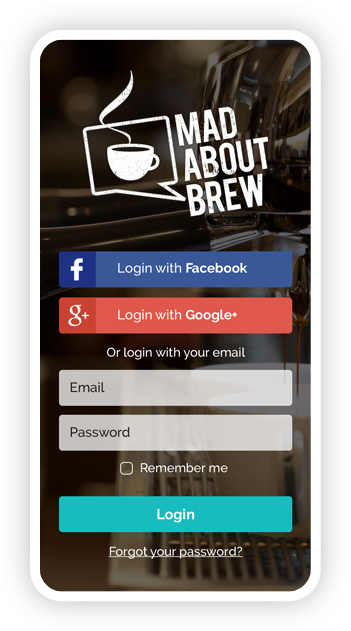 MAD
ABOUT
BREW
Login with Facebook
Login with Google+
Or login with your email
Email
Password
Remember me
Login
Forgot your password?